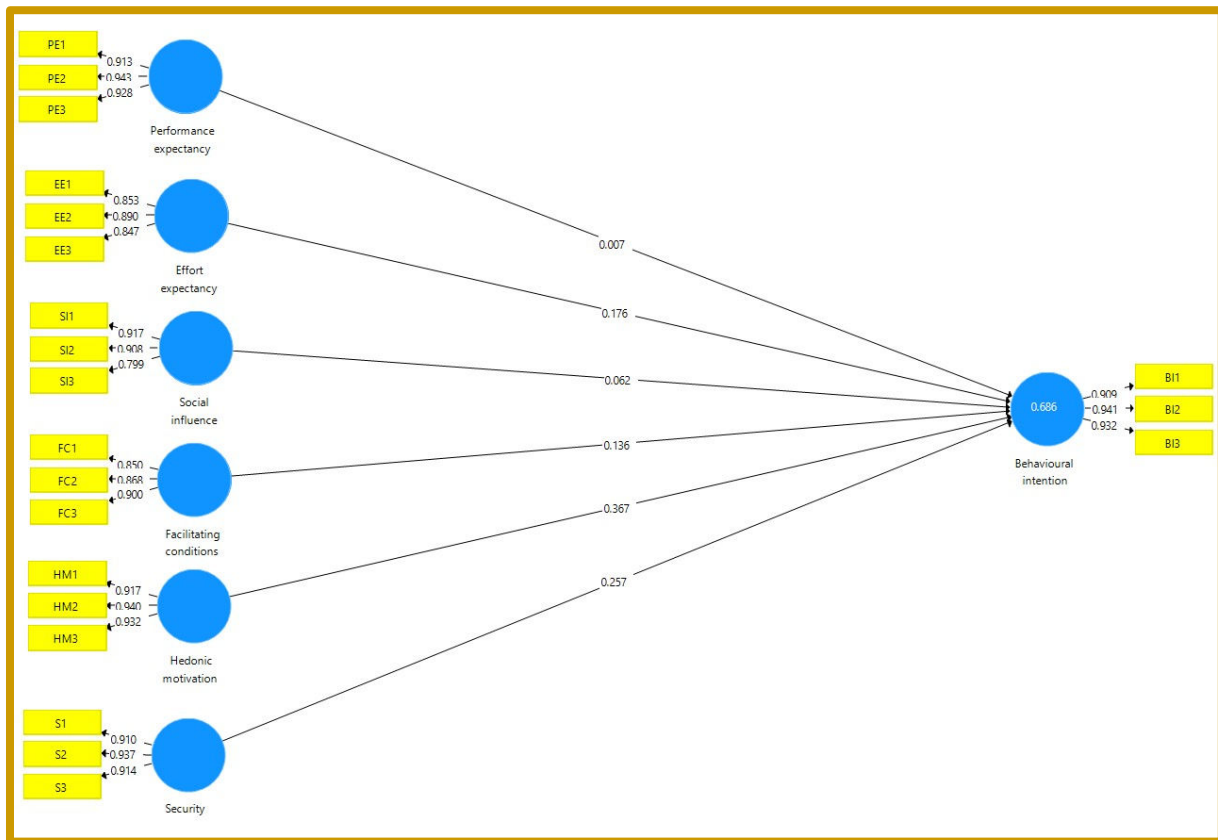 PE1
0.913
PE2
0.943
PE3
0.928
Performance
expectancy
0.007
EE1
0.853
EE2
0.890
EE3
0.847
Effort
expectancy
0.176
SI1
0.917
SI2
0.908
SI3
0.799
Social
influence
0.062
FC1
0.850
FC2
0.868
FC3
0.900
Facilitating
conditions
0.136
HM1
0.917
HM2
0.940
HM3
0.932
Hedonic
motivation
0.367
S1
0.910
S2
0.937
S3
0.914
Security
0.257
0.686
Behavioural
intention
BI1
0.909
BI2
0.941
BI3
0.932